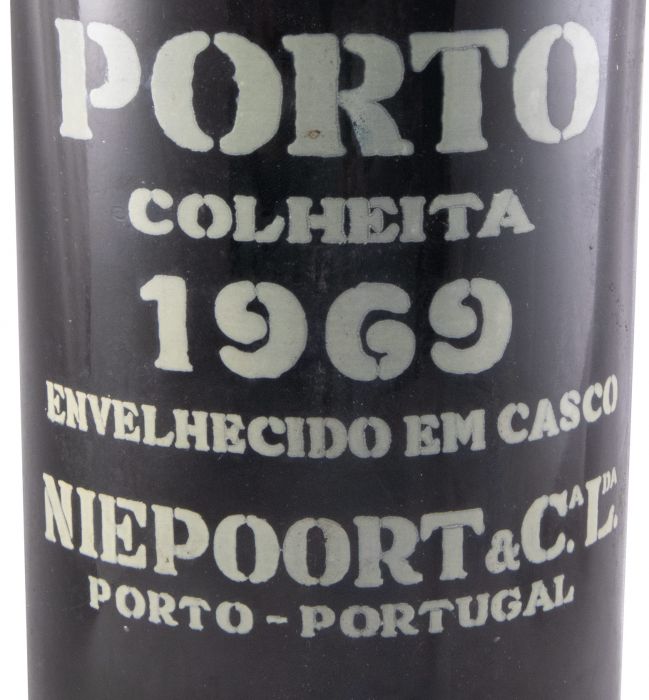 PORTO
COLHEITA
1969
ENVELHECIDO EM CASCO
NIEPOORT & C.ᴬ L.ᴰᴬ
PORTO - PORTUGAL